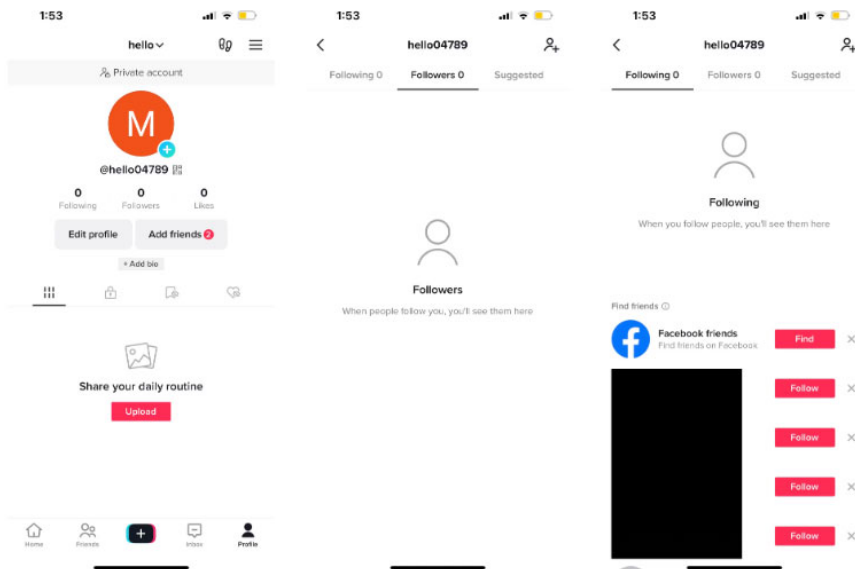 1:53
hello
Private account
M
@hello04789
0 0 0
Following Followers Likes
Edit profile Add friends 2
+ Add bio
Share your daily routine
Upload
Home Friends Inbox Profile
1:53
hello04789
Following 0 Followers 0 Suggested
Followers
When people follow you, you'll see them here
1:53
hello04789
Following 0 Followers 0 Suggested
Following
When you follow people, you'll see them here
Find friends
Facebook friends
Find friends on Facebook
Find
Follow
Follow
Follow
Follow